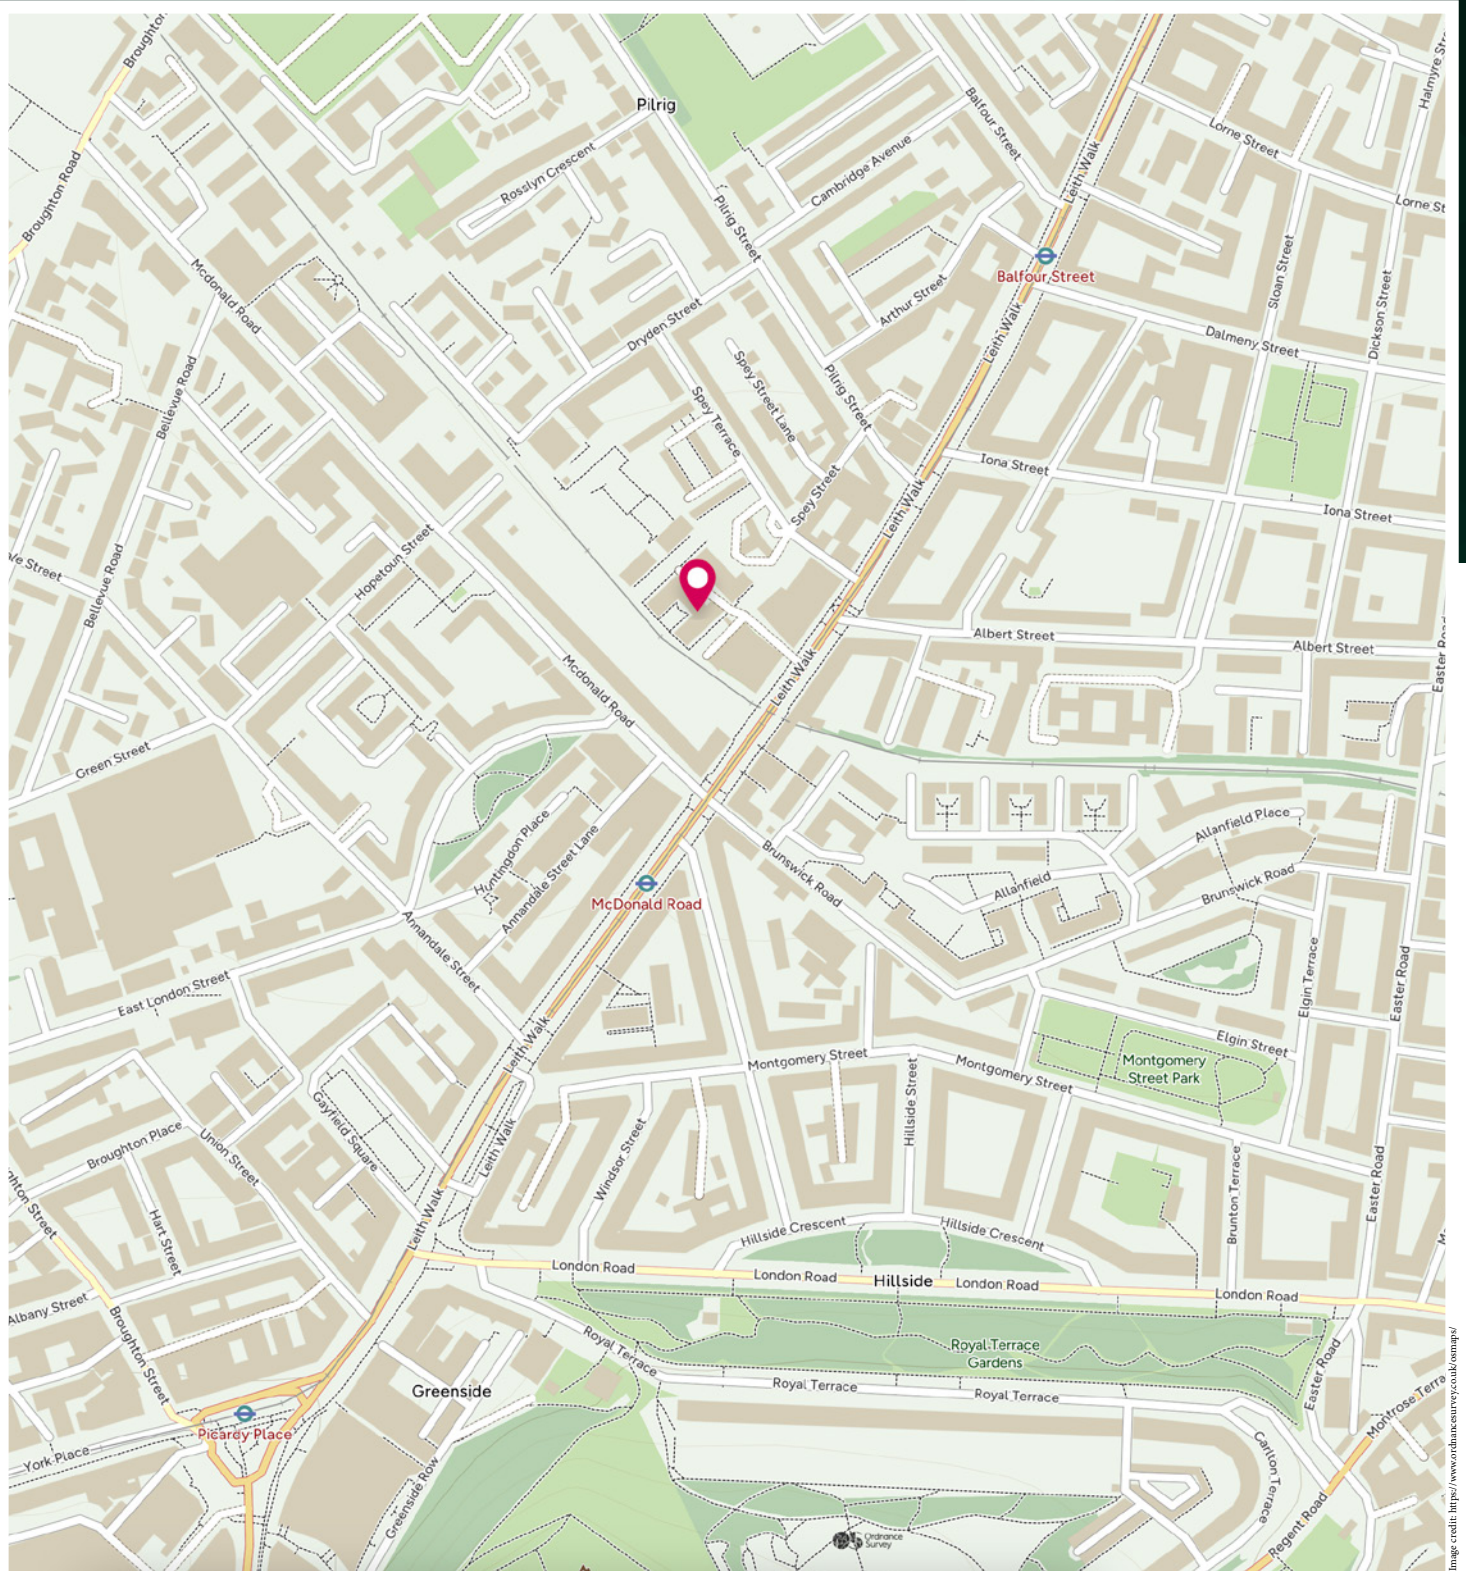 Broughton
Pilrig
Balfour Street
Leith Walk
Lorne Street
Halmyre Str
Broughton Road
Rosslyn Crescent
Cambridge Avenue
Lorne St
Pilrig Street
Mcdonald Road
Balfour Street
Sloan Street
Dickson Street
Arthur Street
Dryden Street
Leith Walk
Dalmeny Street
Bellevue Road
Spey Street Lane
Pilrig Street
Spey Terrace
Iona Street
Spey Street
Leith Walk
Iona Street
Hopetoun Street
ale Street
Bellevue Road
Albert Street
Albert Street
Easter Road
Mcdonald Road
Leith Walk
Green Street
Allanfield Place
Huntingdon Place
Annandale Street Lane
Brunswick Road
Allanfield
Brunswick Road
McDonald Road
Annandale Street
East London Street
Elgin Terrace
Easter Road
Leith Walk
Elgin Street
Montgomery Street
Montgomery Street
Montgomery
Street Park
Gayfield Square
Hillside Street
Broughton Place
Union Street
Leith Walk
Windsor Street
Brunton Terrace
Easter Road
ghton Street
Hart Street
Leith Walk
Hillside Crescent
Hillside Crescent
London Road
London Road
Hillside
London Road
London Road
Albany Street
Broughton Street
Royal Terrace
Royal Terrace
Gardens
Easter Road
Greenside
Royal Terrace
Royal Terrace
Montrose Terra
Picardy Place
York Place
Greenside Row
Carlton Terrace
Regent Road
Ordnance
Survey
Image credit: https://www.ordnancesurvey.co.uk/osmaps/